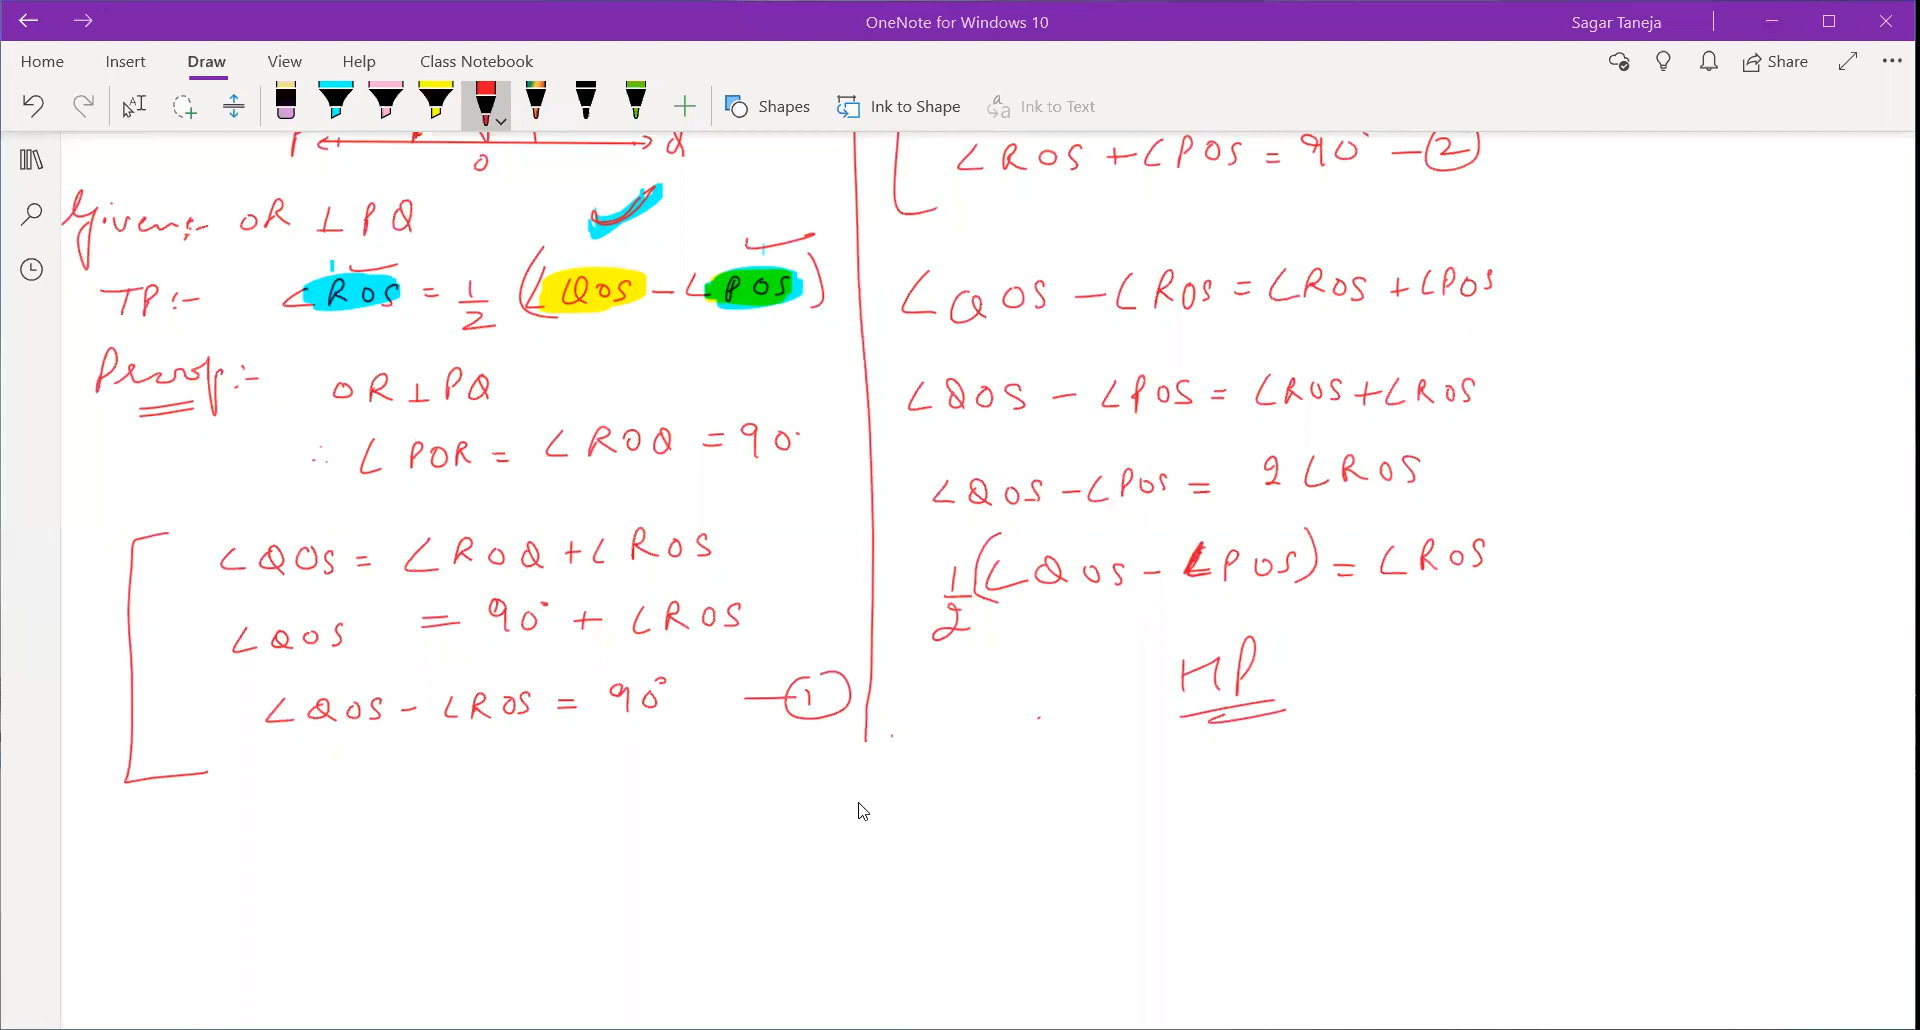 OneNote for Windows 10
Sagar Taneja
Home Insert Draw View Help Class Notebook
Share
Shapes Ink to Shape Ink to Text
P O Q
Given:- OR ⊥ PQ
TP:- ∠ROS = 1/2 (∠QOS - ∠POS)
Proof:- OR ⊥ PQ
∴ ∠POR = ∠ROQ = 90°
∠QOS = ∠ROQ + ∠ROS
∠QOS = 90° + ∠ROS
∠QOS - ∠ROS = 90° - ①
∠ROS + ∠POS = 90° - ②
∠QOS - ∠ROS = ∠ROS + ∠POS
∠QOS - ∠POS = ∠ROS + ∠ROS
∠QOS - ∠POS = 2∠ROS
1/2 (∠QOS - ∠POS) = ∠ROS
HP